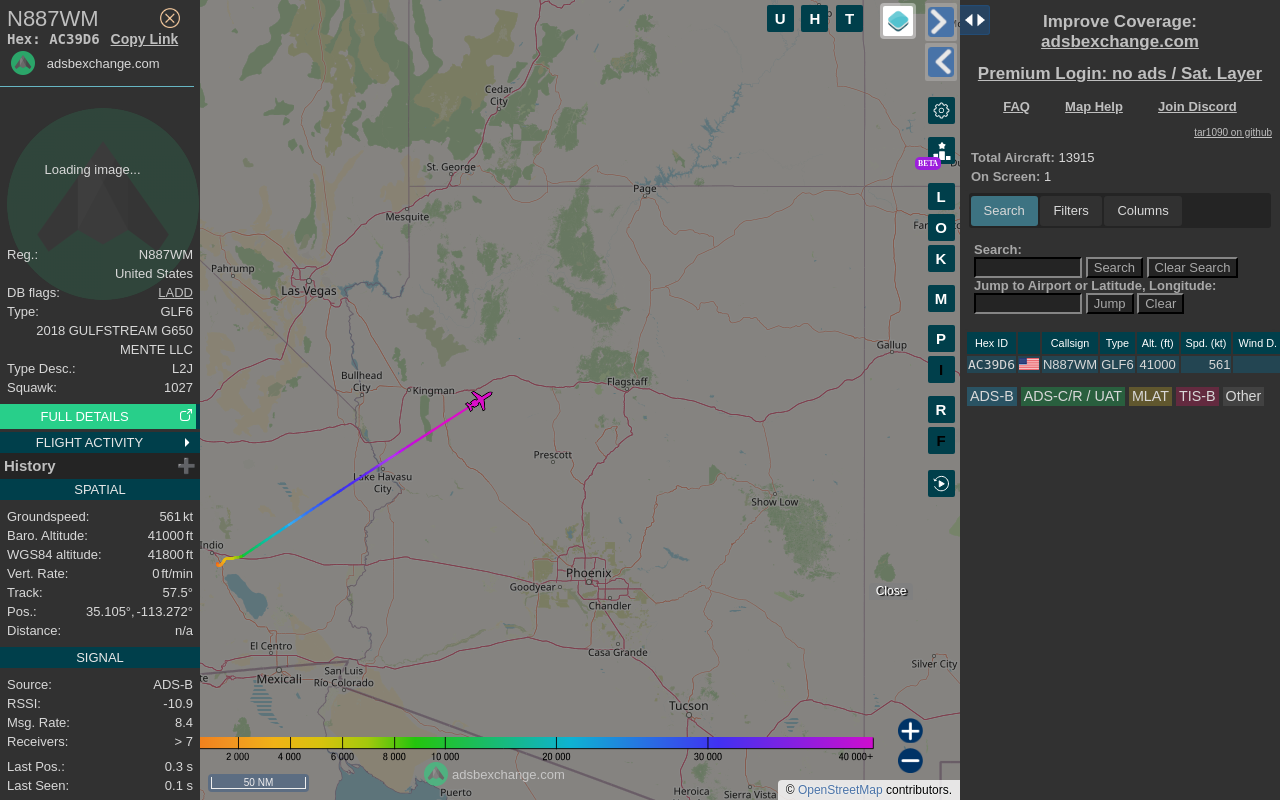 N887WM
Hex: AC39D6 Copy Link
adsbexchange.com
Loading image...
Reg.: N887WM
United States
DB flags: LADD
Type: GLF6
2018 GULFSTREAM G650
MENTE LLC
Type Desc.: L2J
Squawk: 1027
FULL DETAILS
FLIGHT ACTIVITY
History
SPATIAL
Groundspeed: 561 kt
Baro. Altitude: 41000 ft
WGS84 altitude: 41800 ft
Vert. Rate: 0 ft/min
Track: 57.5°
Pos.: 35.105°, -113.272°
Distance: n/a
SIGNAL
Source: ADS-B
RSSI: -10.9
Msg. Rate: 8.4
Receivers: > 7
Last Pos.: 0.3 s
Last Seen: 0.1 s
U H T
Cedar
City
St. George
Page
Mesquite
Pahrump
Las Vegas
Gallup
Bullhead
City
Kingman
Flagstaff
Prescott
Lake Havasu
City
Show Low
Indio
Phoenix
Goodyear
Chandler
Casa Grande
El Centro
Mexicali
San Luis
Río Colorado
Silver City
Tucson
Puerto
Heroica
Sierra Vista
BETA
L
O
K
M
P
I
R
F
Close
2 000 4 000 6 000 8 000 10 000 20 000 30 000 40 000+
adsbexchange.com
50 NM
© OpenStreetMap contributors.
Improve Coverage:
adsbexchange.com
Premium Login: no ads / Sat. Layer
FAQ Map Help Join Discord
tar1090 on github
Total Aircraft: 13915
On Screen: 1
Search Filters Columns
Search:
Search Clear Search
Jump to Airport or Latitude, Longitude:
Jump Clear
Hex ID Callsign Type Alt. (ft) Spd. (kt) Wind D.
AC39D6 N887WM GLF6 41000 561
ADS-B ADS-C/R / UAT MLAT TIS-B Other